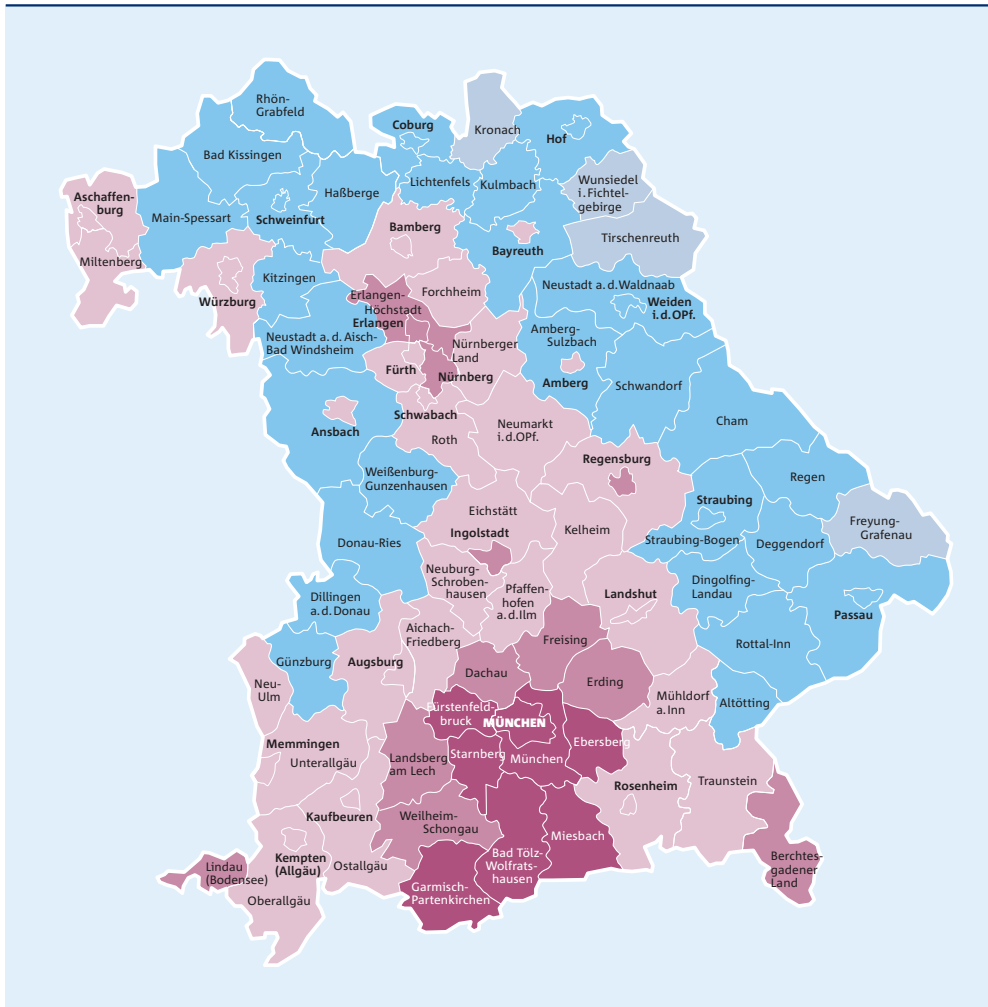 Rhön-
Grabfeld
Coburg
Kronach
Hof
Bad Kissingen
Lichtenfels
Kulmbach
Wunsiedel
i. Fichtel-
gebirge
Haßberge
Aschaffen-
burg
Main-Spessart
Schweinfurt
Bamberg
Bayreuth
Tirschenreuth
Miltenberg
Würzburg
Kitzingen
Erlangen-
Höchstadt
Erlangen
Forchheim
Neustadt a. d. Waldnaab
Weiden
i. d. OPf.
Neustadt a. d. Aisch-
Bad Windsheim
Nürnberger
Land
Amberg-
Sulzbach
Fürth
Nürnberg
Amberg
Schwandorf
Ansbach
Schwabach
Roth
Neumarkt
i. d. OPf.
Cham
Weißenburg-
Gunzenhausen
Regensburg
Regen
Eichstätt
Ingolstadt
Kelheim
Straubing
Straubing-Bogen
Deggendorf
Freyung-
Grafenau
Donau-Ries
Neuburg-
Schroben-
hausen
Pfaffen-
hofen
a. d. Ilm
Landshut
Dingolfing-
Landau
Passau
Dillingen
a. d. Donau
Aichach-
Friedberg
Freising
Rottal-Inn
Günzburg
Augsburg
Dachau
Erding
Neu-
Ulm
Mühldorf
a. Inn
Altötting
Fürstenfeld-
bruck
MÜNCHEN
Ebersberg
Memmingen
Unterallgäu
Landsberg
am Lech
Starnberg
München
Rosenheim
Traunstein
Kaufbeuren
Weilheim-
Schongau
Miesbach
Bad Tölz-
Wolfrats-
hausen
Berchtes-
gadener
Land
Lindau
(Bodensee)
Kempten
(Allgäu)
Ostallgäu
Oberallgäu
Garmisch-
Partenkirchen